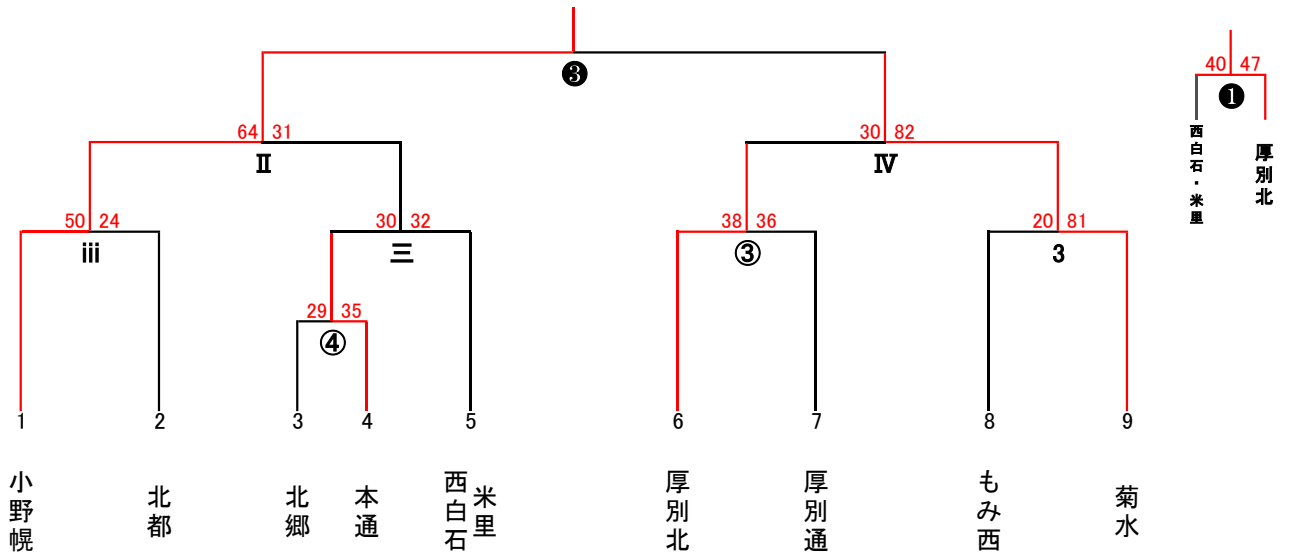 ❸
40 47
❶
西白石・米里
厚別北
64 31
Ⅱ
30 82
Ⅳ
50 24
ⅲ
30 32
三
38 36
③
20 81
3
29 35
④
1 2 3 4 5 6 7 8 9
小野幌
北都
北郷
本通
西白石
米里
厚別北
厚別通
もみ西
菊水